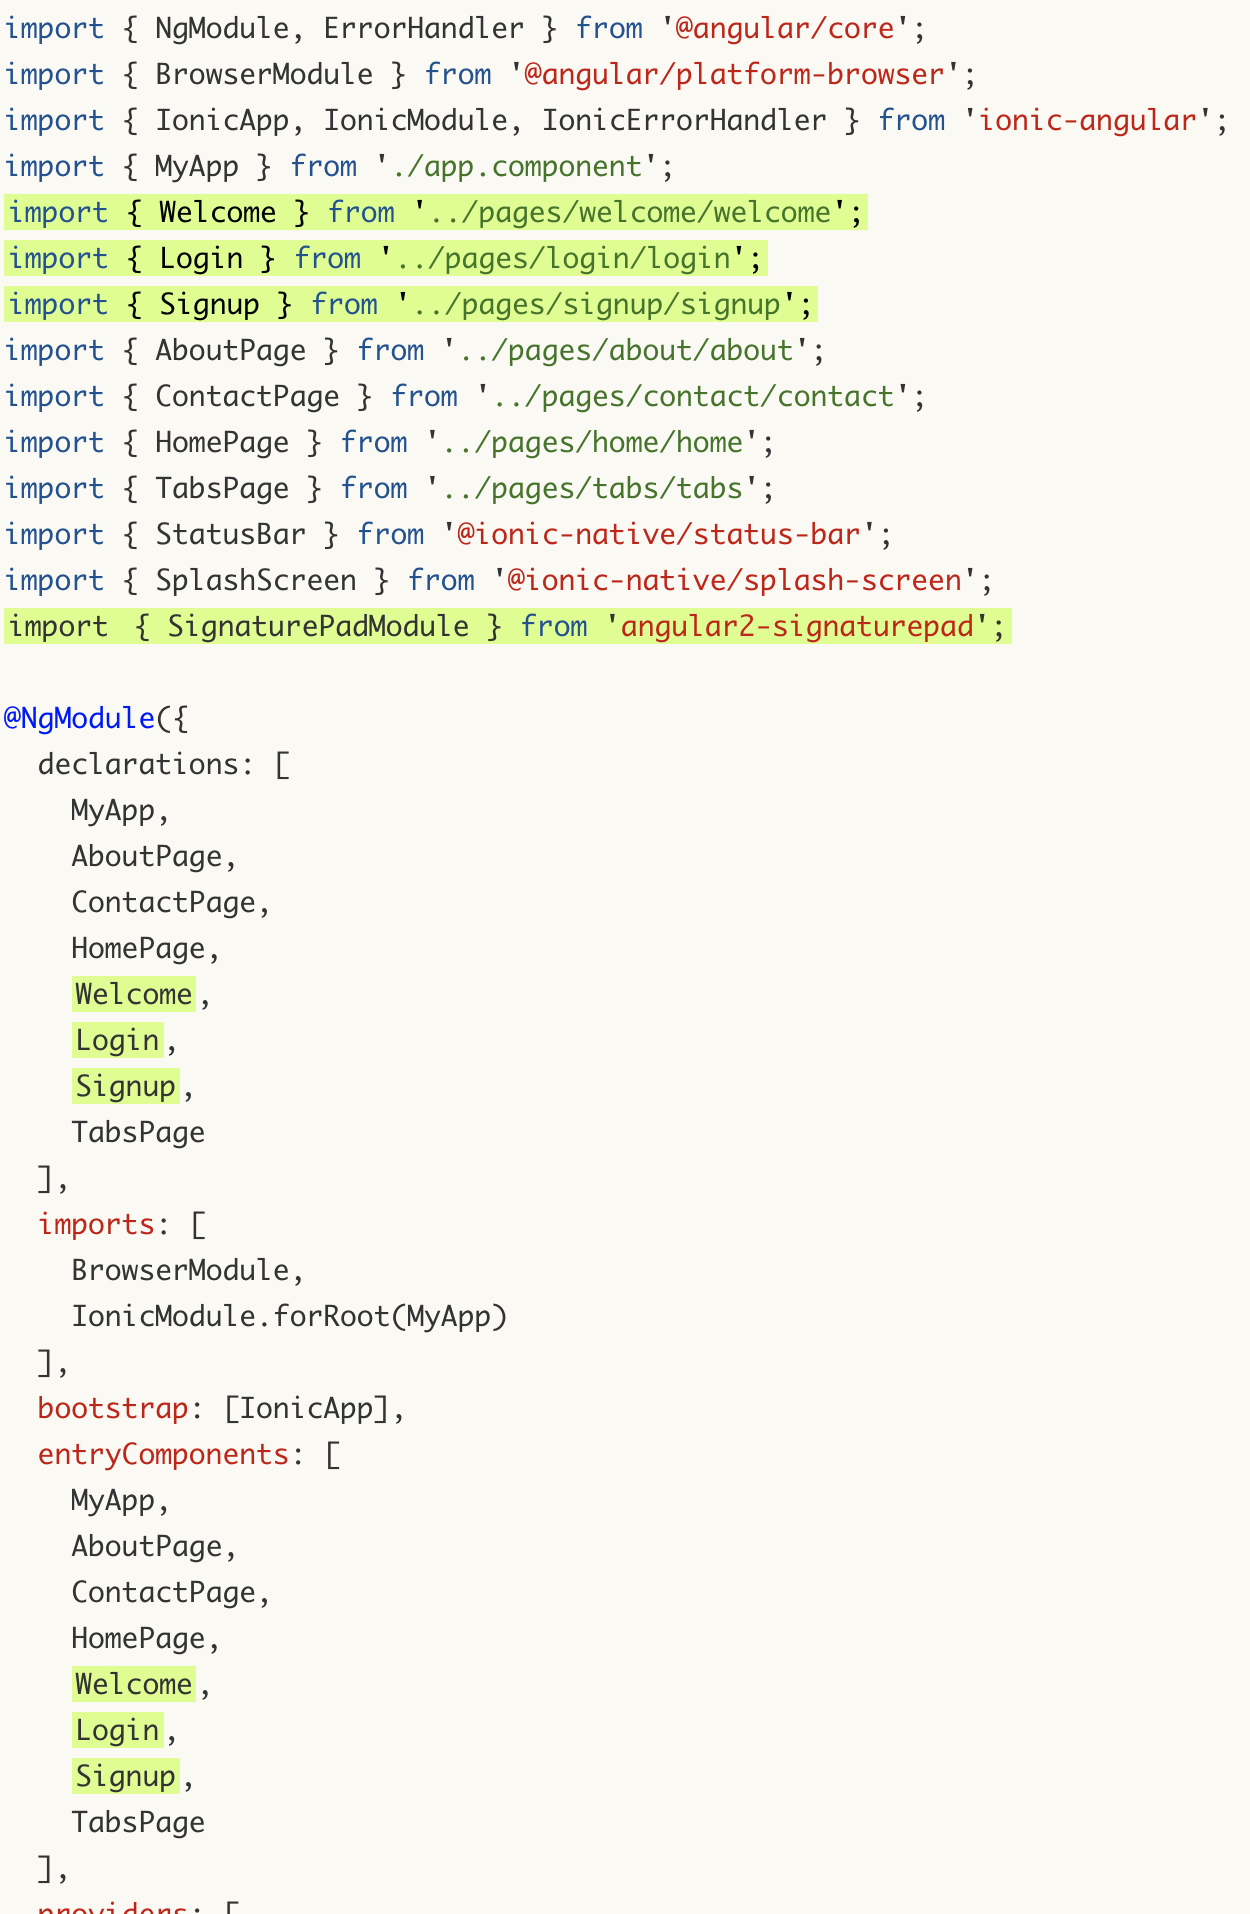 import { NgModule, ErrorHandler } from '@angular/core';
import { BrowserModule } from '@angular/platform-browser';
import { IonicApp, IonicModule, IonicErrorHandler } from 'ionic-angular';
import { MyApp } from './app.component';
import { Welcome } from '../pages/welcome/welcome';
import { Login } from '../pages/login/login';
import { Signup } from '../pages/signup/signup';
import { AboutPage } from '../pages/about/about';
import { ContactPage } from '../pages/contact/contact';
import { HomePage } from '../pages/home/home';
import { TabsPage } from '../pages/tabs/tabs';
import { StatusBar } from '@ionic-native/status-bar';
import { SplashScreen } from '@ionic-native/splash-screen';
import { SignaturePadModule } from 'angular2-signaturepad';

@NgModule({
  declarations: [
    MyApp,
    AboutPage,
    ContactPage,
    HomePage,
    Welcome,
    Login,
    Signup,
    TabsPage
  ],
  imports: [
    BrowserModule,
    IonicModule.forRoot(MyApp)
  ],
  bootstrap: [IonicApp],
  entryComponents: [
    MyApp,
    AboutPage,
    ContactPage,
    HomePage,
    Welcome,
    Login,
    Signup,
    TabsPage
  ],
  providers: [